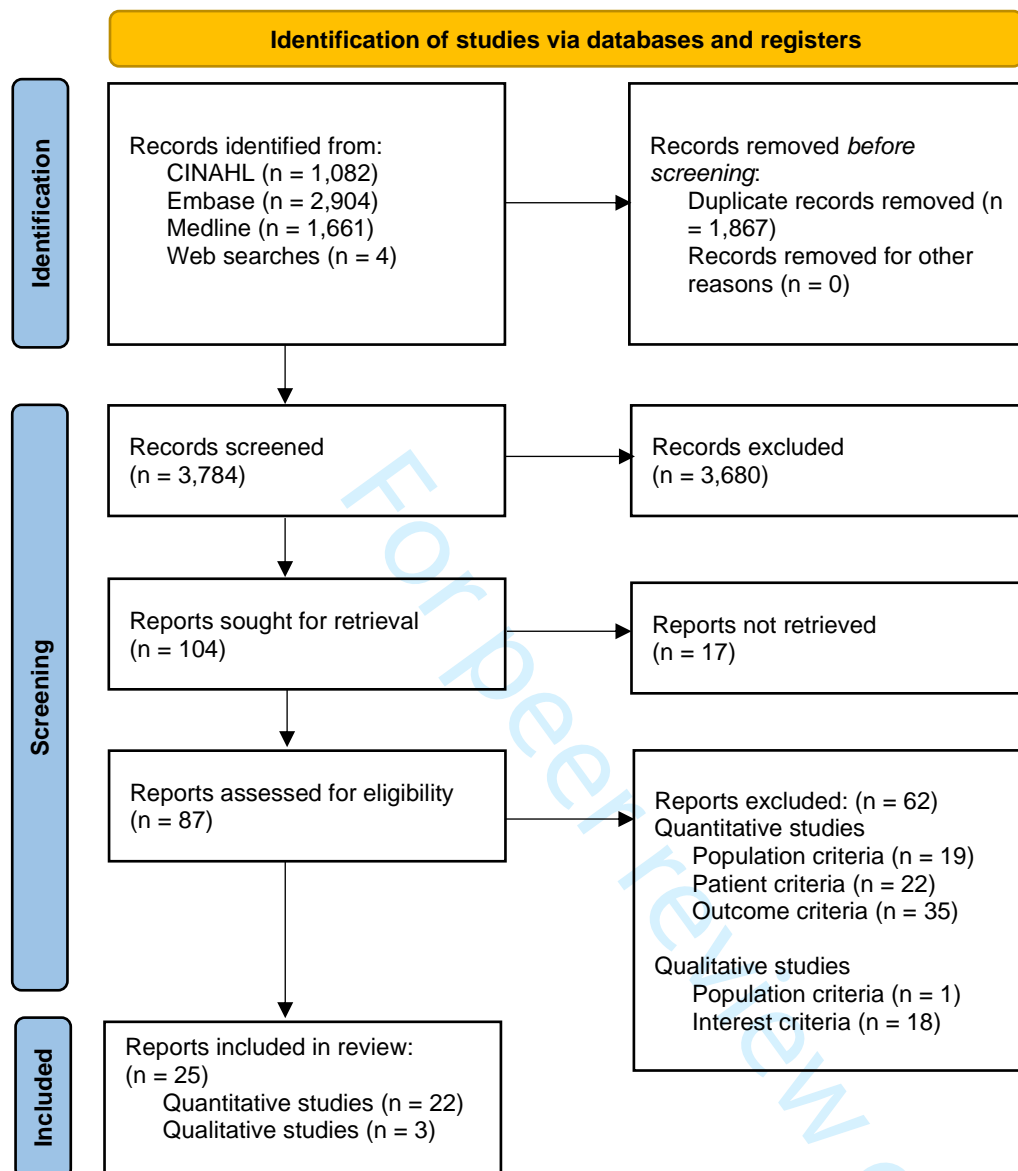 Identification of studies via databases and registers
Identification
Records identified from:
CINAHL (n = 1,082)
Embase (n = 2,904)
Medline (n = 1,661)
Web searches (n = 4)
Records removed before
screening:
Duplicate records removed (n
= 1,867)
Records removed for other
reasons (n = 0)
Screening
Records screened
(n = 3,784)
Records excluded
(n = 3,680)
Reports sought for retrieval
(n = 104)
Reports not retrieved
(n = 17)
Reports assessed for eligibility
(n = 87)
Reports excluded: (n = 62)
Quantitative studies
Population criteria (n = 19)
Patient criteria (n = 22)
Outcome criteria (n = 35)
Qualitative studies
Population criteria (n = 1)
Interest criteria (n = 18)
Included
Reports included in review:
(n = 25)
Quantitative studies (n = 22)
Qualitative studies (n = 3)
For peer review